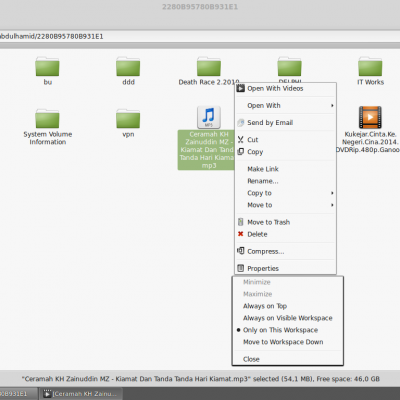 2280B95780B931E1
abdulhamid/2280B95780B931E1
bu
ddd
Death Race 2.2010
IT Works
System Volume
Information
vpn
MP3
Ceramah KH
Zainuddin MZ -
Kiamat Dan Tanda
Tanda Hari Kiamat.
mp3
Kukejar.Cinta.Ke.
Negeri.Cina.2014.
DVDRip.480p.Ganoo
Open With Videos
Open With
Send by Email
Cut
Copy
Make Link
Rename...
Copy to
Move to
Move to Trash
Delete
Compress...
Properties
Minimize
Maximize
Always on Top
Always on Visible Workspace
Only on This Workspace
Move to Workspace Down
Close
"Ceramah KH Zainuddin MZ - Kiamat Dan Tanda Tanda Hari Kiamat.mp3" selected (54,1 MB), Free space: 46,0 GB
80B931E1
[Ceramah KH Zainu...